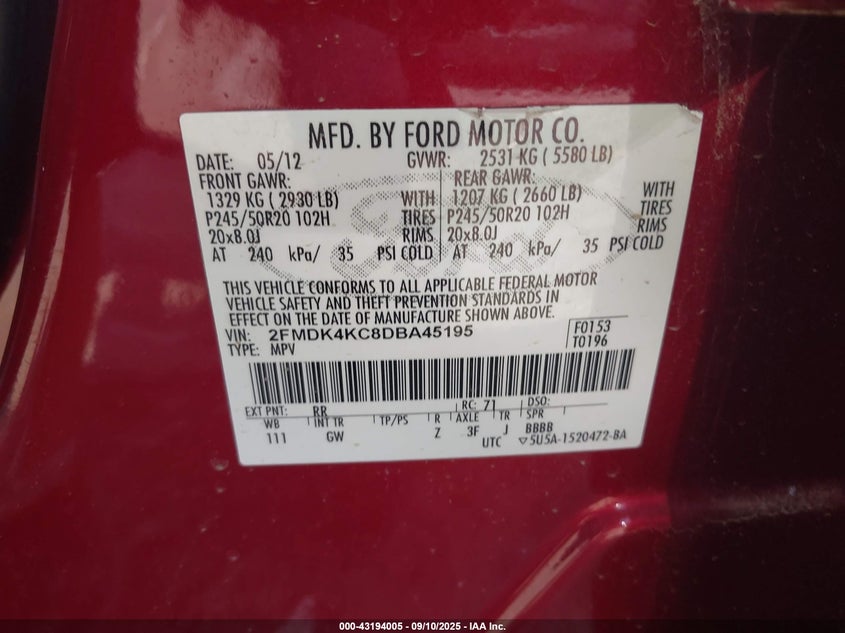 MFD. BY FORD MOTOR CO.
DATE: 05/12 GVWR: 2531 KG ( 5580 LB)
FRONT GAWR: REAR GAWR:
1329 KG ( 2930 LB) WITH 1207 KG ( 2660 LB) WITH
P245/50R20 102H TIRES P245/50R20 102H TIRES
20x8.0J RIMS 20x8.0J RIMS
AT 240 kPa/ 35 PSI COLD AT 240 kPa/ 35 PSI COLD
THIS VEHICLE CONFORMS TO ALL APPLICABLE FEDERAL MOTOR
VEHICLE SAFETY AND THEFT PREVENTION STANDARDS IN
EFFECT ON THE DATE OF MANUFACTURE SHOWN ABOVE.
VIN: 2FMDK4KC8DBA45195 F0153
TYPE: MPV T0196
EXT PNT: RR RC: 71 DSO:
WB INT TR TP/PS R AXLE TR SPR
111 GW Z 3F J BBBB
UTC ▽5U5A-1520472-BA
000-43194005 - 09/10/2025 - IAA Inc.